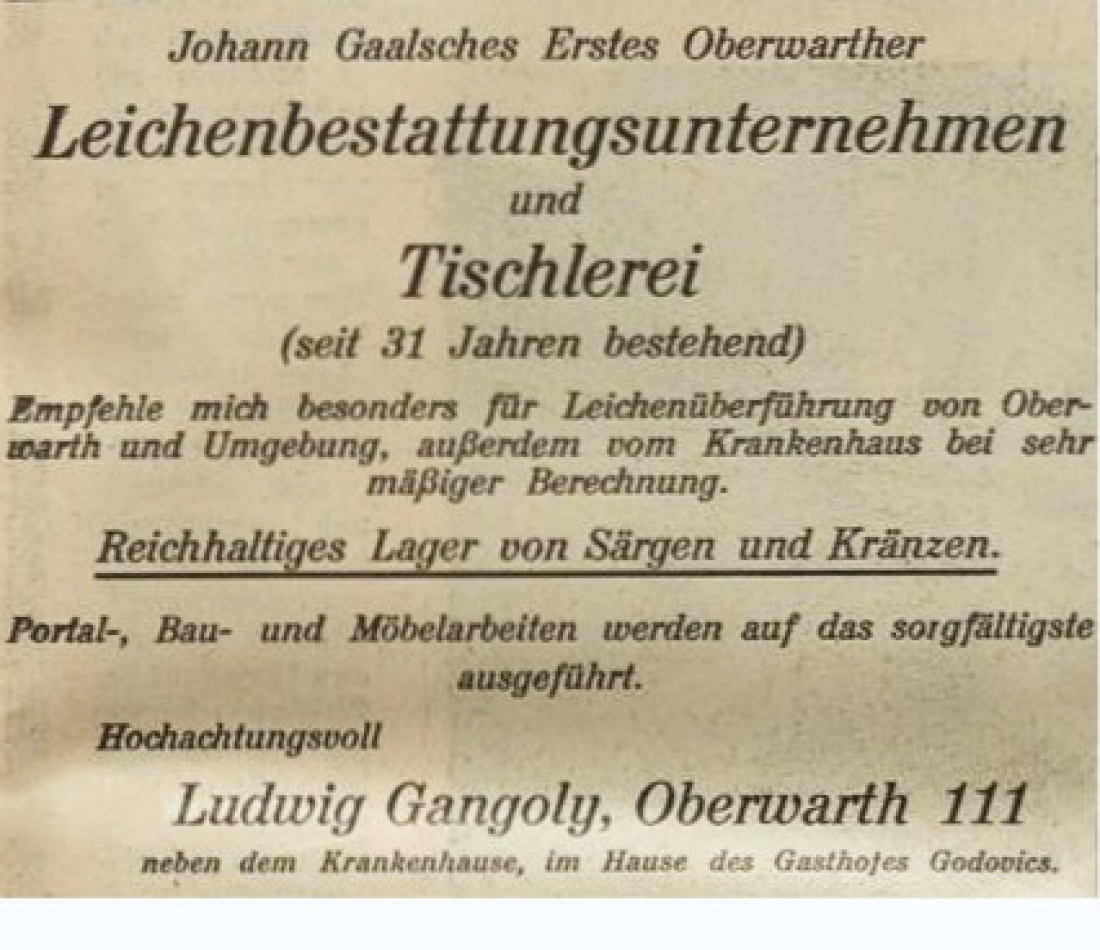 Johann Gaalsches Erstes Oberwarther
Leichenbestattungsunternehmen
und
Tischlerei
(seit 31 Jahren bestehend)
Empfehle mich besonders für Leichenüberführung von Ober-
warth und Umgebung, außerdem vom Krankenhaus bei sehr
mäßiger Berechnung.
Reichhaltiges Lager von Särgen und Kränzen.
Portal-, Bau- und Möbelarbeiten werden auf das sorgfältigste
ausgeführt.
Hochachtungsvoll
Ludwig Gangoly, Oberwarth 111
neben dem Krankenhause, im Hause des Gasthofes Godovics.